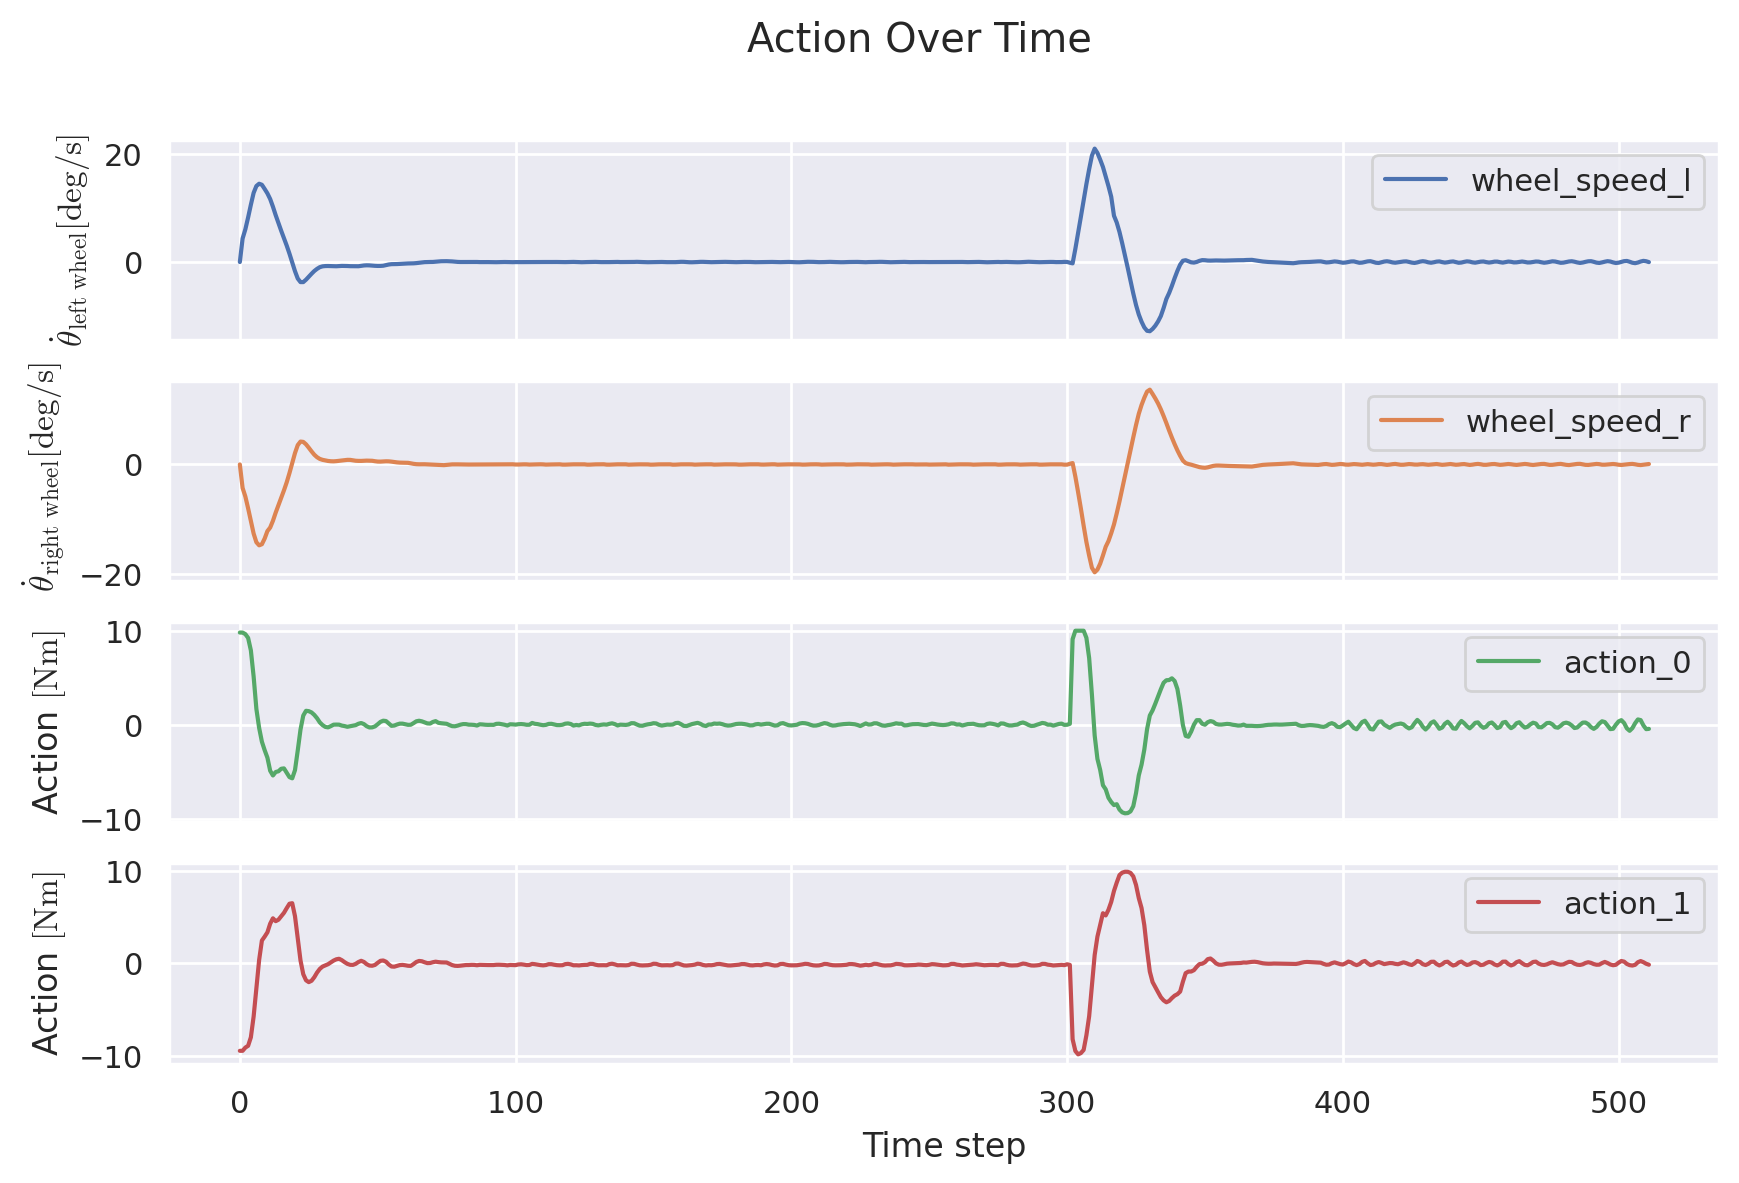 Action Over Time
θ̇left wheel[deg/s]
20
0
wheel_speed_l
θ̇right wheel[deg/s]
0
−20
wheel_speed_r
Action [Nm]
10
0
−10
action_0
Action [Nm]
10
0
−10
action_1
0 100 200 300 400 500
Time step